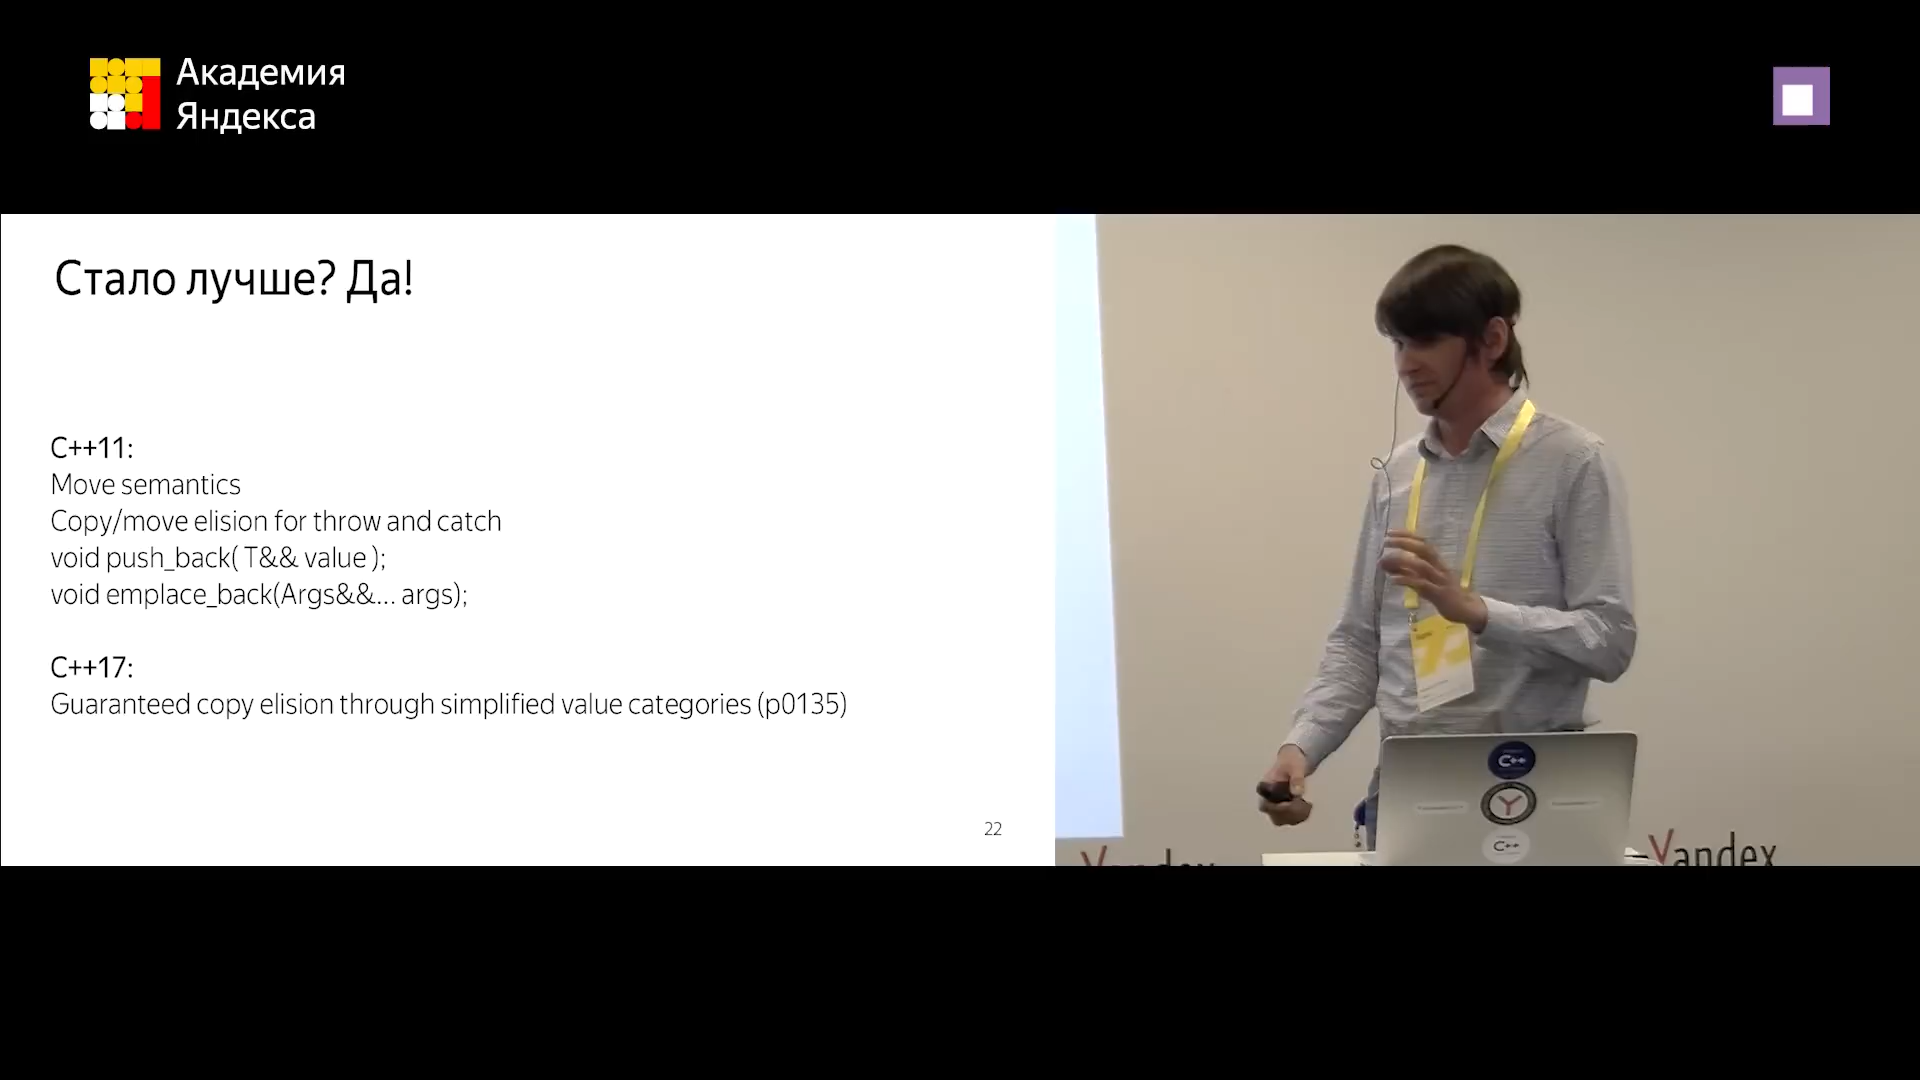 Академия
Яндекса
Стало лучше? Да!
C++11:
Move semantics
Copy/move elision for throw and catch
void push_back( T&& value );
void emplace_back(Args&&... args);
C++17:
Guaranteed copy elision through simplified value categories (p0135)
22
C++
Y
C++
Yandex
Yandex